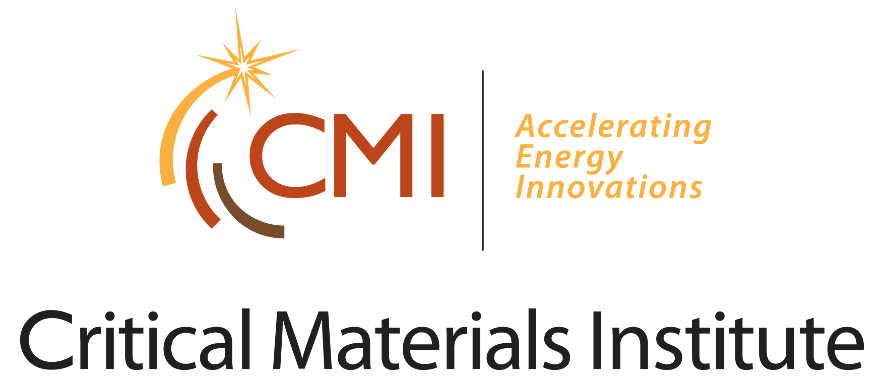 CMI
Accelerating
Energy
Innovations
Critical Materials Institute